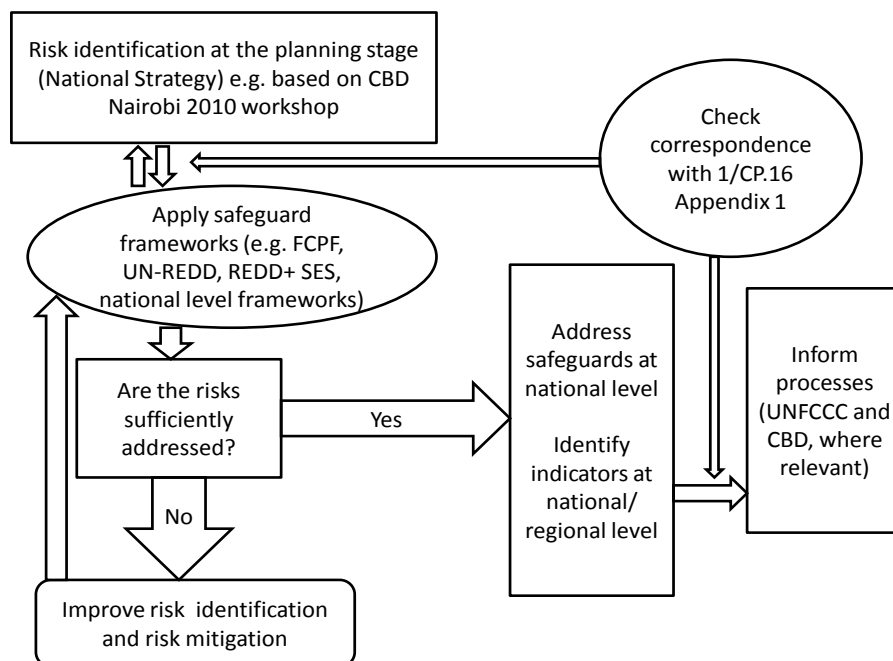 Risk identification at the planning stage
(National Strategy) e.g. based on CBD
Nairobi 2010 workshop
Check
correspondence
with 1/CP.16
Appendix 1
Apply safeguard
frameworks (e.g. FCPF,
UN-REDD, REDD+ SES,
national level frameworks)
Are the risks
sufficiently
addressed?
Yes
No
Address
safeguards at
national level
Identify
indicators at
national/
regional level
Inform
processes
(UNFCCC and
CBD, where
relevant)
Improve risk identification
and risk mitigation